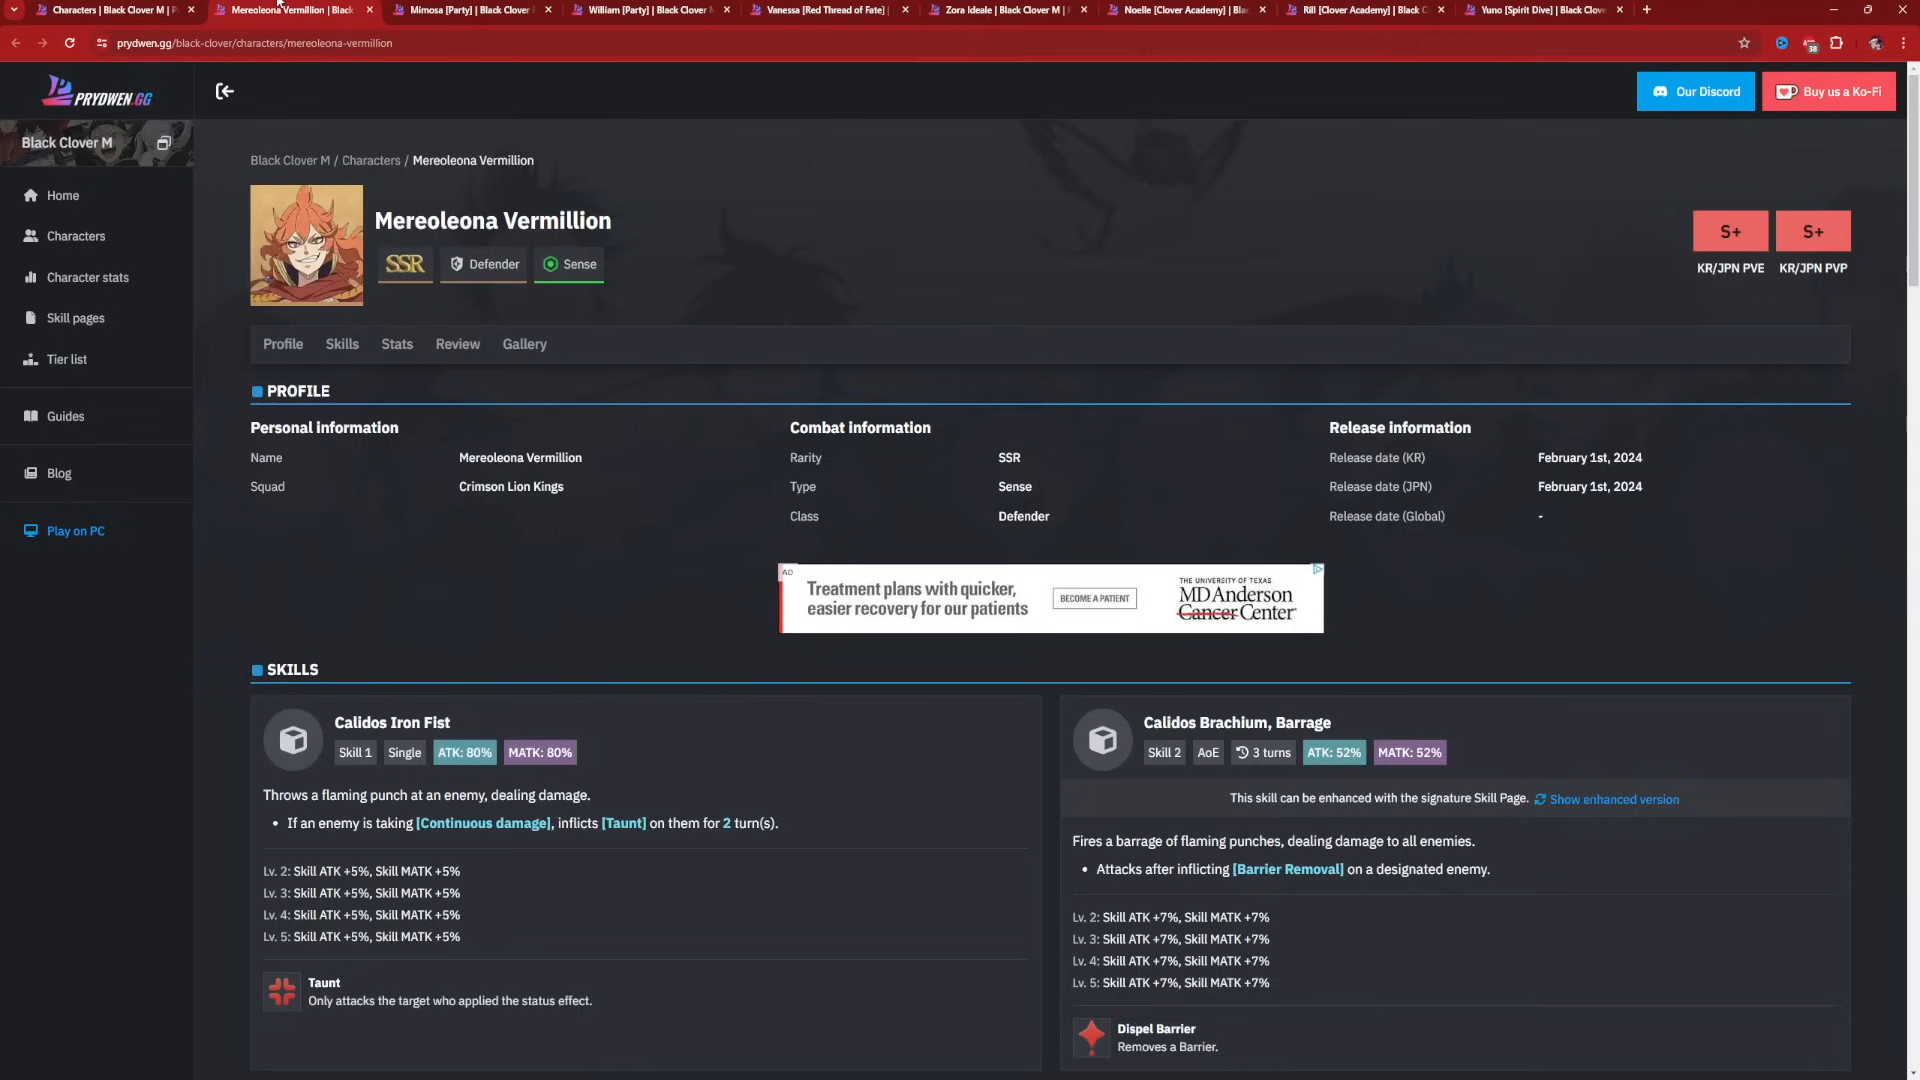 Characters | Black Clover M | P
Mereoleona Vermillion | Black
Mimosa [Party] | Black Clover
William [Party] | Black Clover M
Vanessa [Red Thread of Fate] |
Zora Ideale | Black Clover M |
Noelle [Clover Academy] | Bla
Rill [Clover Academy] | Black C
Yuno [Spirit Dive] | Black Clove
prydwen.gg/black-clover/characters/mereoleona-vermillion
38
PRYDWEN.GG
Our Discord
Buy us a Ko-Fi
Black Clover M
Home
Characters
Character stats
Skill pages
Tier list
Guides
Blog
Play on PC
Black Clover M / Characters / Mereoleona Vermillion
Mereoleona Vermillion
SSR
Defender
Sense
S+
S+
KR/JPN PVE
KR/JPN PVP
Profile
Skills
Stats
Review
Gallery
PROFILE
Personal information
Name
Mereoleona Vermillion
Squad
Crimson Lion Kings
Combat information
Rarity
SSR
Type
Sense
Class
Defender
Release information
Release date (KR)
February 1st, 2024
Release date (JPN)
February 1st, 2024
Release date (Global)
-
AD
Treatment plans with quicker,
easier recovery for our patients
BECOME A PATIENT
THE UNIVERSITY OF TEXAS
MD Anderson
Cancer Center
SKILLS
Calidos Iron Fist
Skill 1
Single
ATK: 80%
MATK: 80%
Throws a flaming punch at an enemy, dealing damage.
• If an enemy is taking [Continuous damage], inflicts [Taunt] on them for 2 turn(s).
Lv. 2: Skill ATK +5%, Skill MATK +5%
Lv. 3: Skill ATK +5%, Skill MATK +5%
Lv. 4: Skill ATK +5%, Skill MATK +5%
Lv. 5: Skill ATK +5%, Skill MATK +5%
Taunt
Only attacks the target who applied the status effect.
Calidos Brachium, Barrage
Skill 2
AoE
3 turns
ATK: 52%
MATK: 52%
This skill can be enhanced with the signature Skill Page. Show enhanced version
Fires a barrage of flaming punches, dealing damage to all enemies.
• Attacks after inflicting [Barrier Removal] on a designated enemy.
Lv. 2: Skill ATK +7%, Skill MATK +7%
Lv. 3: Skill ATK +7%, Skill MATK +7%
Lv. 4: Skill ATK +7%, Skill MATK +7%
Lv. 5: Skill ATK +7%, Skill MATK +7%
Dispel Barrier
Removes a Barrier.